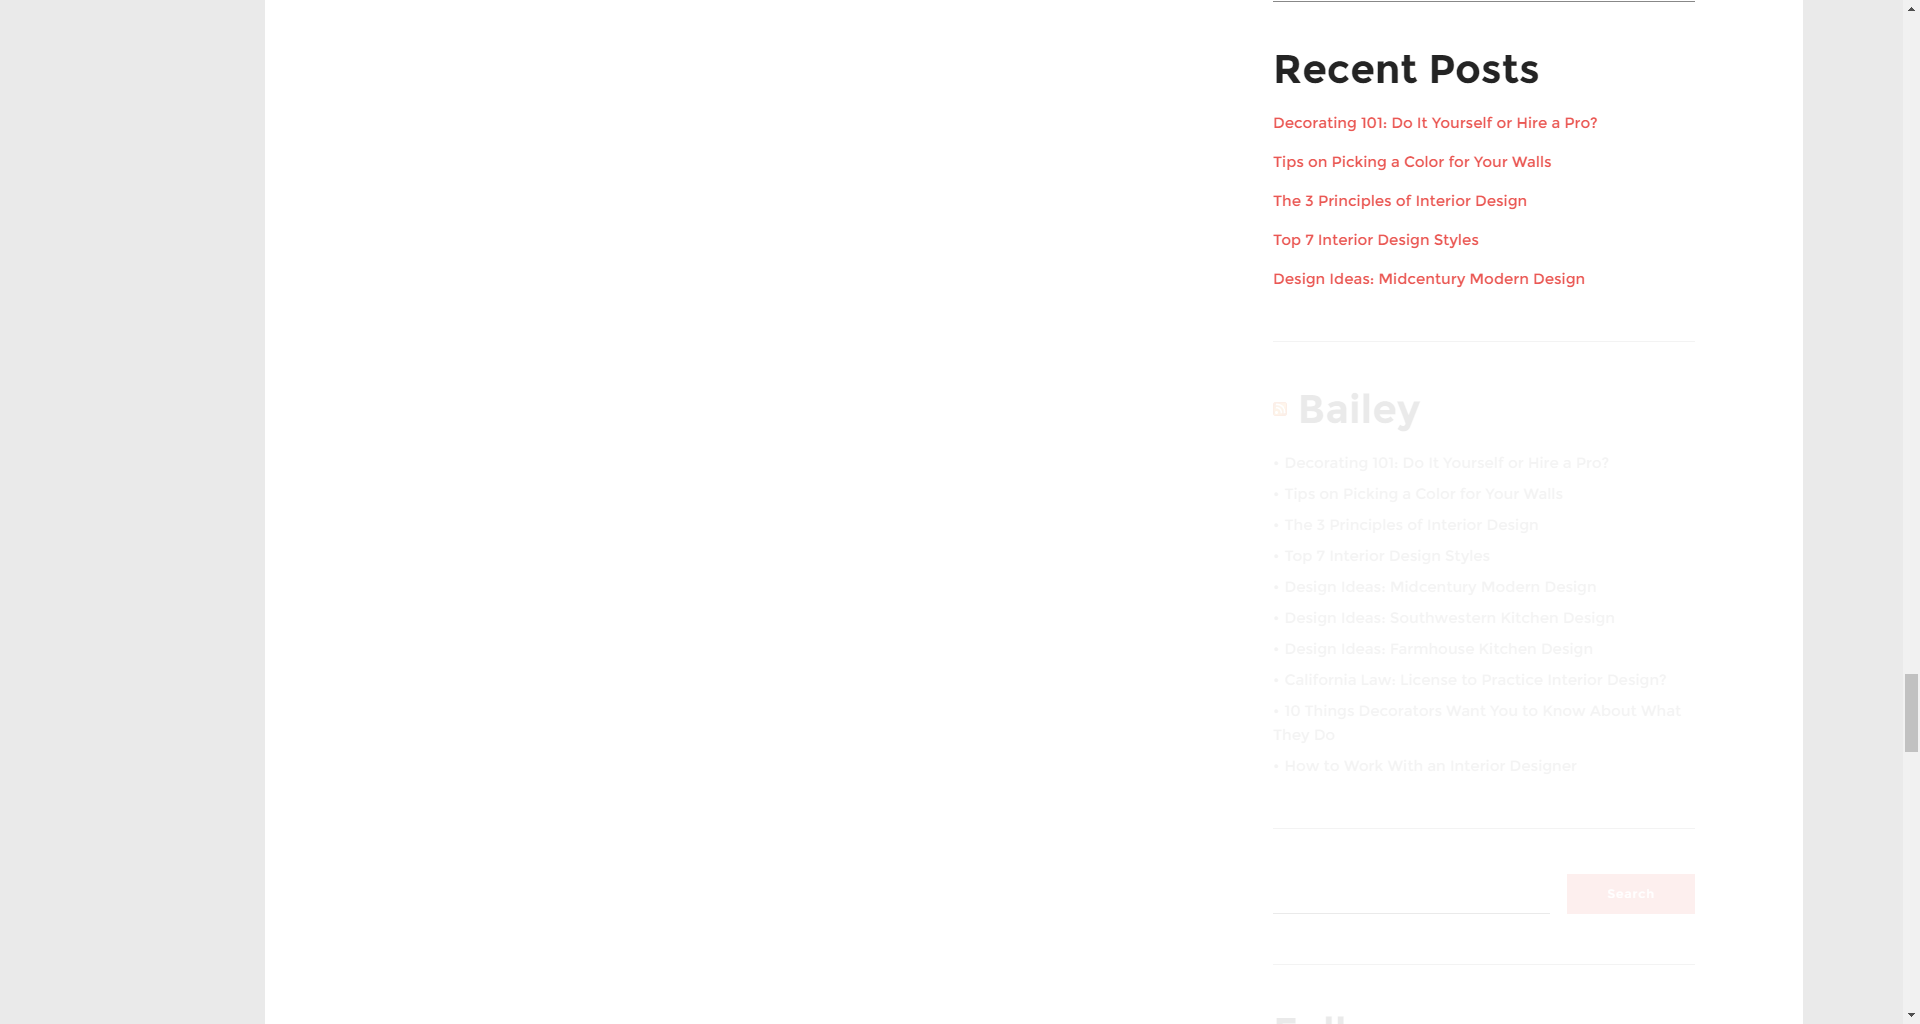 Recent Posts
Decorating 101: Do It Yourself or Hire a Pro?
Tips on Picking a Color for Your Walls
The 3 Principles of Interior Design
Top 7 Interior Design Styles
Design Ideas: Midcentury Modern Design
Bailey
• Decorating 101: Do It Yourself or Hire a Pro?
• Tips on Picking a Color for Your Walls
• The 3 Principles of Interior Design
• Top 7 Interior Design Styles
• Design Ideas: Midcentury Modern Design
• Design Ideas: Southwestern Kitchen Design
• Design Ideas: Farmhouse Kitchen Design
• California Law: License to Practice Interior Design?
• 10 Things Decorators Want You to Know About What
They Do
• How to Work With an Interior Designer
Search